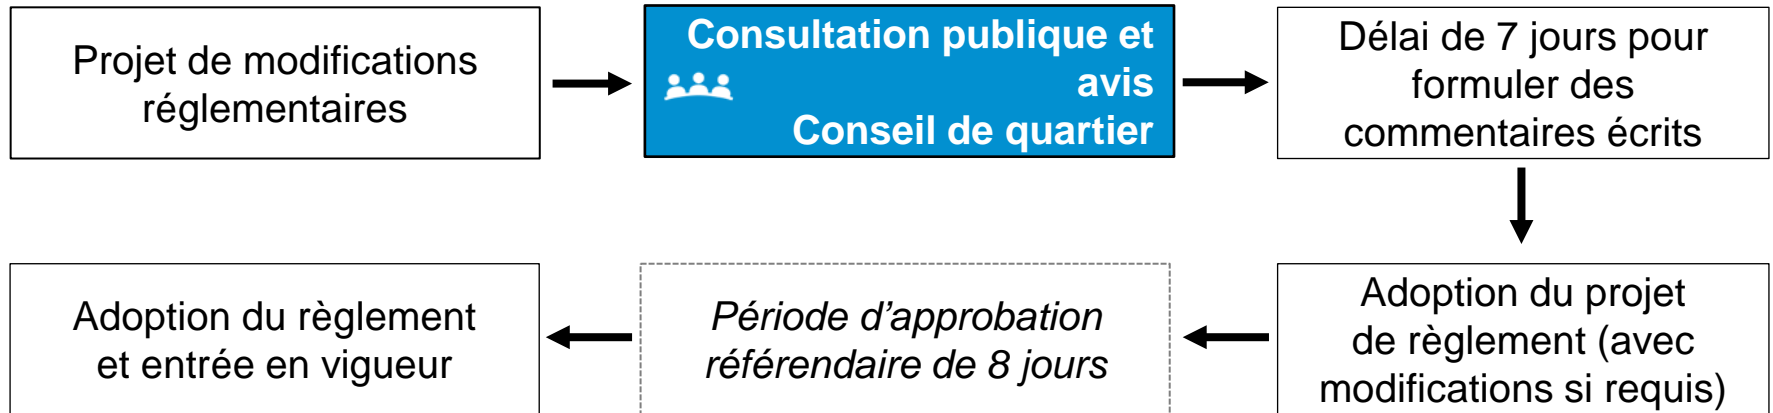 Projet de modifications
réglementaires
Consultation publique et
avis
Conseil de quartier
Délai de 7 jours pour
formuler des
commentaires écrits
Adoption du projet
de règlement (avec
modifications si requis)
Période d’approbation
référendaire de 8 jours
Adoption du règlement
et entrée en vigueur